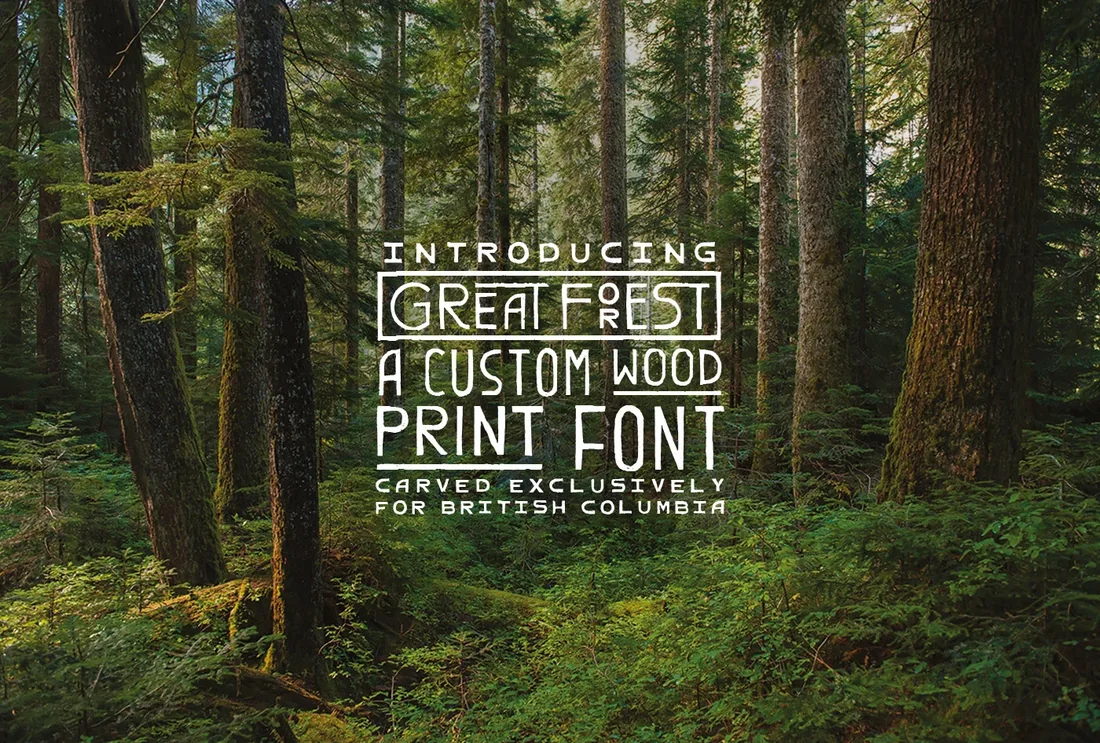 INTRODUCING
GREAT FOREST
A CUSTOM WOOD
PRINT FONT
CARVED EXCLUSIVELY
FOR BRITISH COLUMBIA